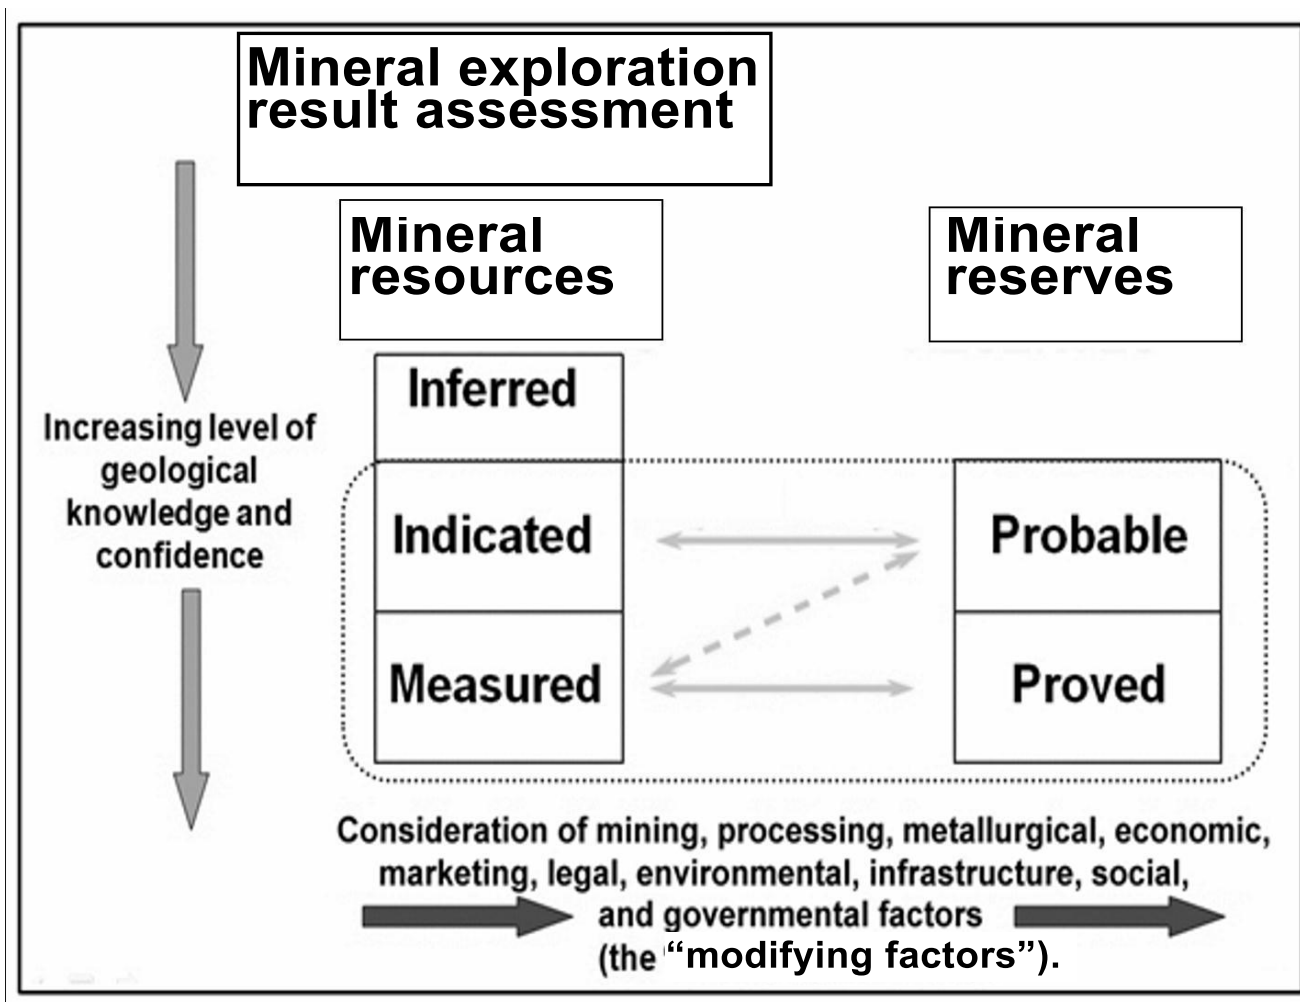 Mineral exploration
result assessment
Mineral
resources
Mineral
reserves
Inferred
Increasing level of
geological
knowledge and
confidence
Indicated
Probable
Measured
Proved
Consideration of mining, processing, metallurgical, economic,
marketing, legal, environmental, infrastructure, social,
and governmental factors
(the “modifying factors”).